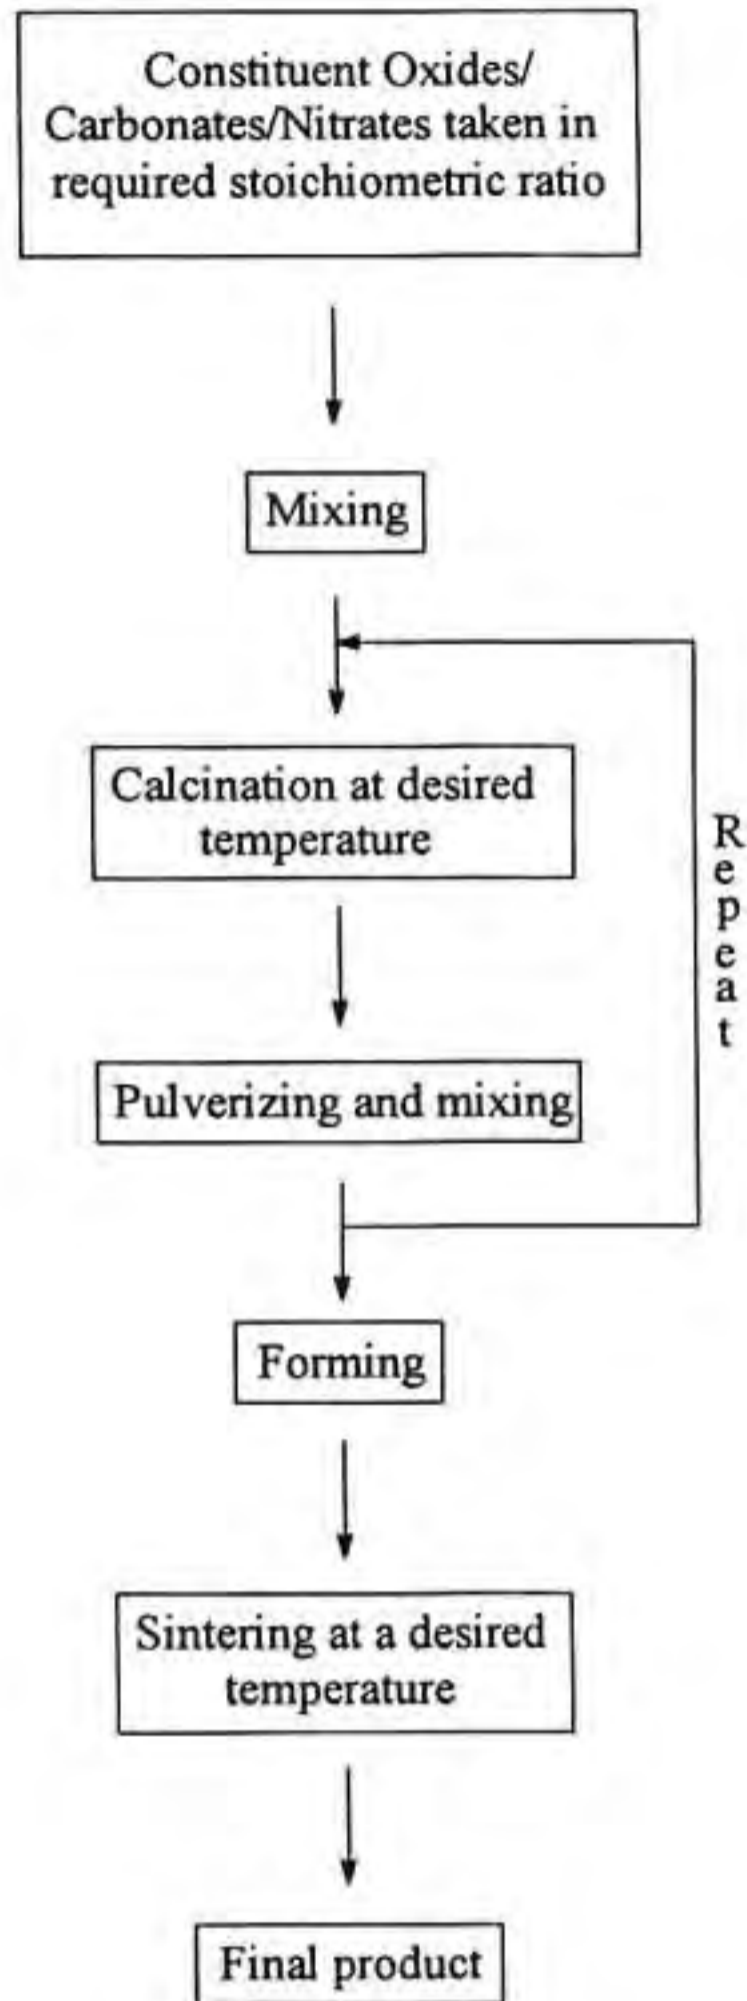 Constituent Oxides/
Carbonates/Nitrates taken in
required stoichiometric ratio
Mixing
Calcination at desired
temperature
Repeat
Pulverizing and mixing
Forming
Sintering at a desired
temperature
Final product